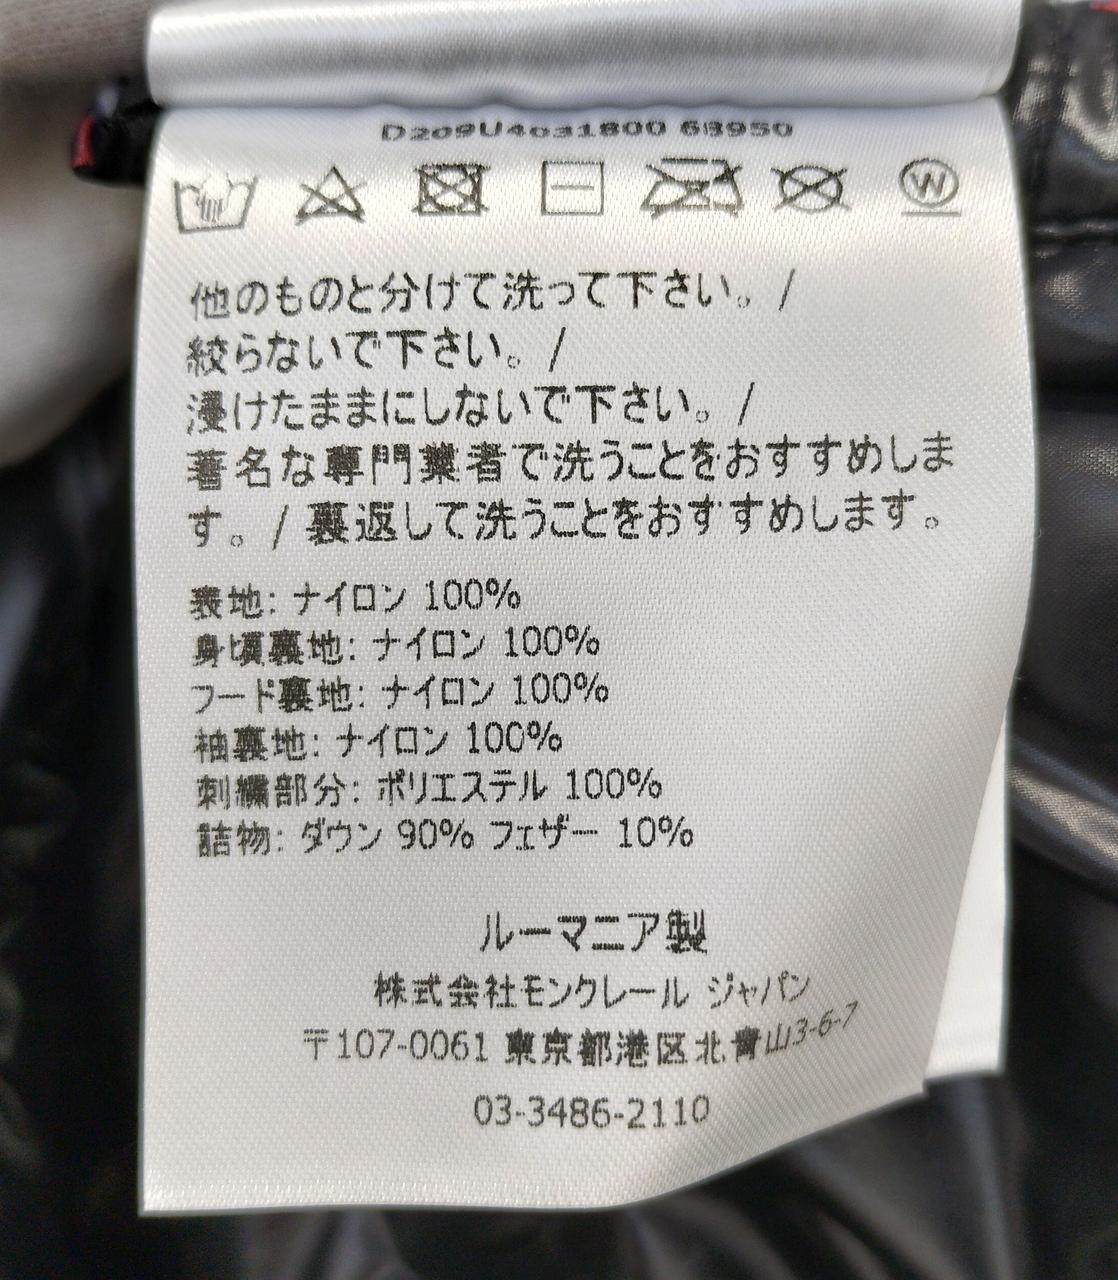 D209U4031800 68950
W
他のものと分けて洗って下さい。/
絞らないで下さい。/
浸けたままにしないで下さい。/
著名な専門業者で洗うことをおすすめしま
す。/ 裏返して洗うことをおすすめします。
表地: ナイロン 100%
身頃裏地: ナイロン 100%
フード裏地: ナイロン 100%
袖裏地: ナイロン 100%
刺繍部分: ポリエステル 100%
詰物: ダウン 90% フェザー 10%
ルーマニア製
株式会社モンクレール ジャパン
〒107-0061 東京都港区北青山3-6-7
03-3486-2110